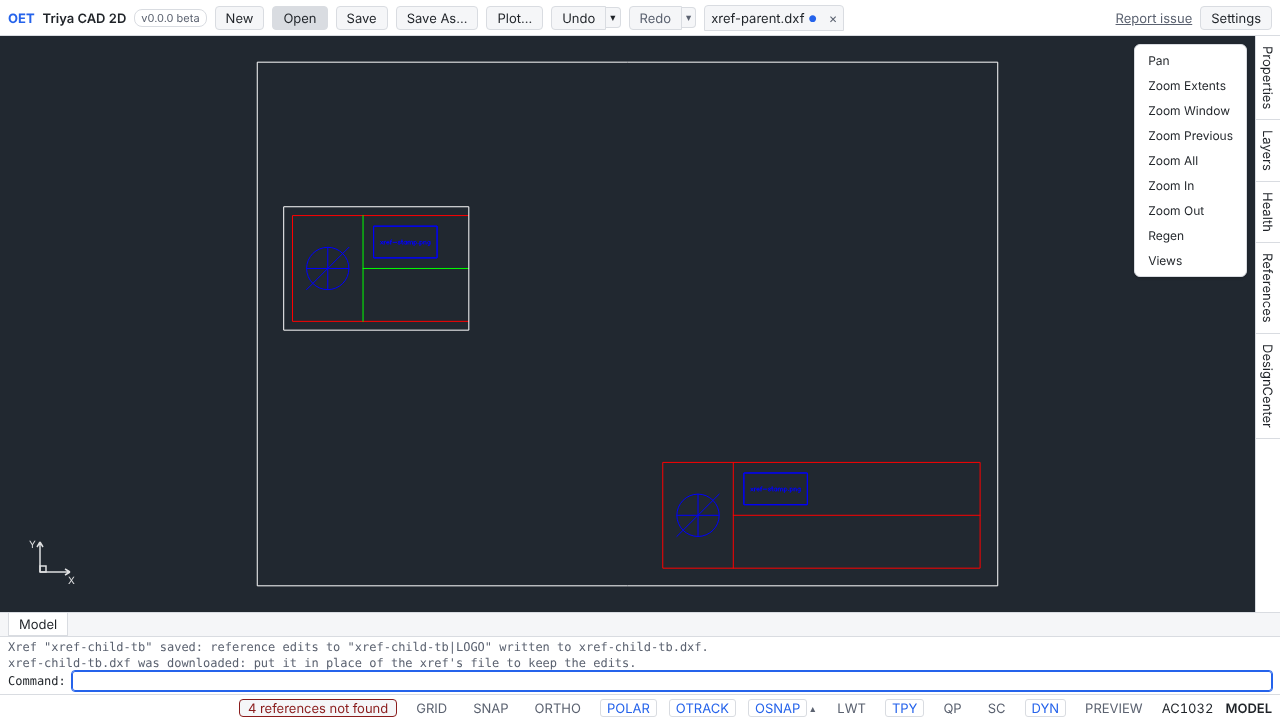 OET Triya CAD 2D v0.0.0 beta New Open Save Save As... Plot... Undo ▾ Redo ▾ xref-parent.dxf × Report issue Settings
Pan
Zoom Extents
Zoom Window
Zoom Previous
Zoom All
Zoom In
Zoom Out
Regen
Views
Properties
Layers
Health
References
DesignCenter
Y
X
Model
Xref "xref-child-tb" saved: reference edits to "xref-child-tb|LOGO" written to xref-child-tb.dxf.
xref-child-tb.dxf was downloaded: put it in place of the xref's file to keep the edits.
Command:
4 references not found GRID SNAP ORTHO POLAR OTRACK OSNAP ▴ LWT TPY QP SC DYN PREVIEW AC1032 MODEL